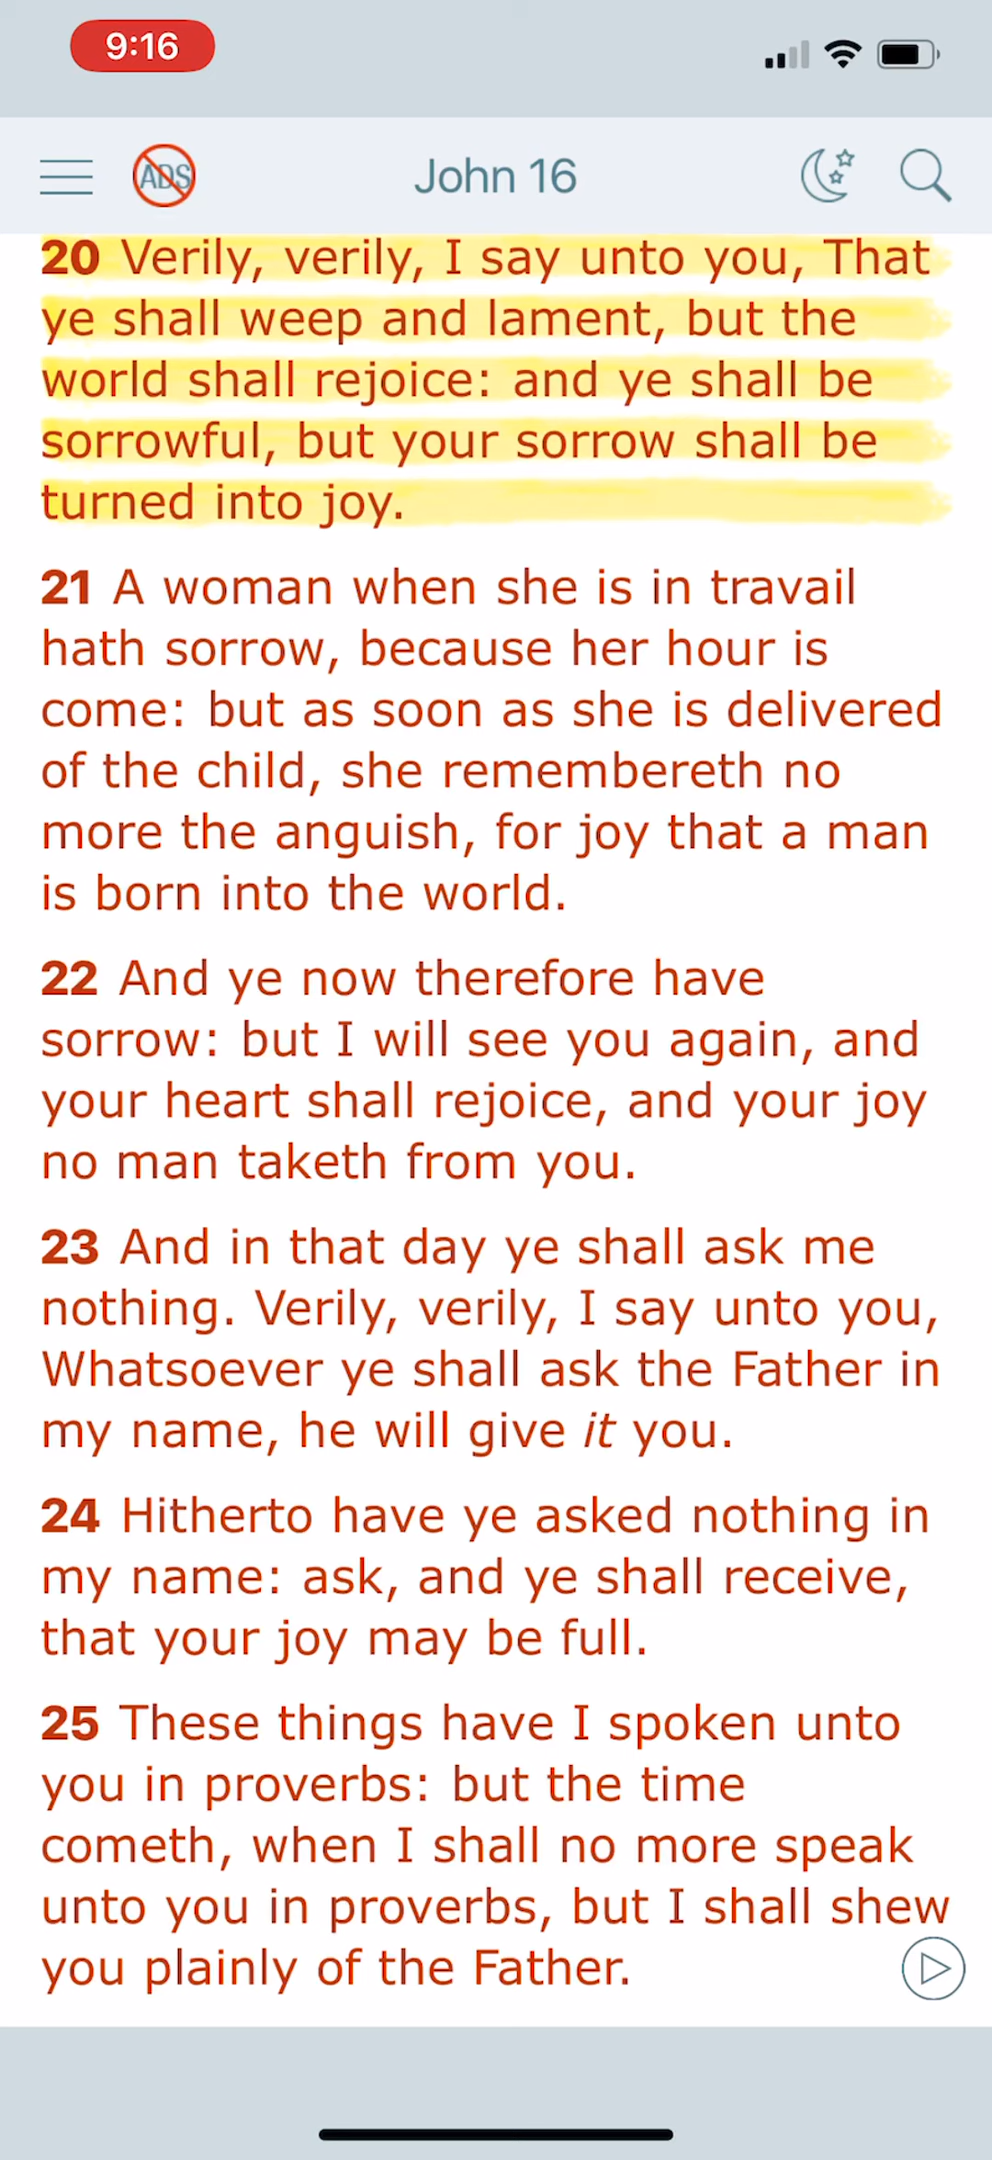 9:16
ADS
John 16
20 Verily, verily, I say unto you, That
ye shall weep and lament, but the
world shall rejoice: and ye shall be
sorrowful, but your sorrow shall be
turned into joy.
21 A woman when she is in travail
hath sorrow, because her hour is
come: but as soon as she is delivered
of the child, she remembereth no
more the anguish, for joy that a man
is born into the world.
22 And ye now therefore have
sorrow: but I will see you again, and
your heart shall rejoice, and your joy
no man taketh from you.
23 And in that day ye shall ask me
nothing. Verily, verily, I say unto you,
Whatsoever ye shall ask the Father in
my name, he will give it you.
24 Hitherto have ye asked nothing in
my name: ask, and ye shall receive,
that your joy may be full.
25 These things have I spoken unto
you in proverbs: but the time
cometh, when I shall no more speak
unto you in proverbs, but I shall shew
you plainly of the Father.